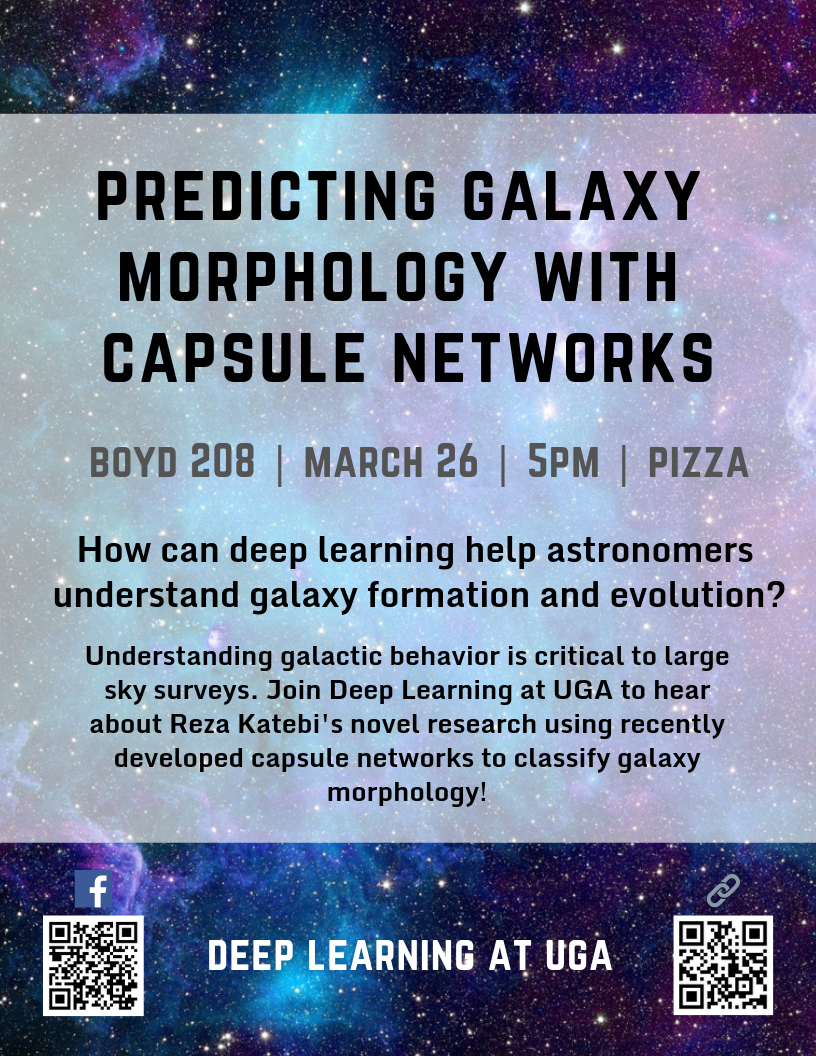 PREDICTING GALAXY
MORPHOLOGY WITH
CAPSULE NETWORKS
BOYD 208 | MARCH 26 | 5PM | PIZZA
How can deep learning help astronomers
understand galaxy formation and evolution?
Understanding galactic behavior is critical to large
sky surveys. Join Deep Learning at UGA to hear
about Reza Katebi's novel research using recently
developed capsule networks to classify galaxy
morphology!
f
DEEP LEARNING AT UGA